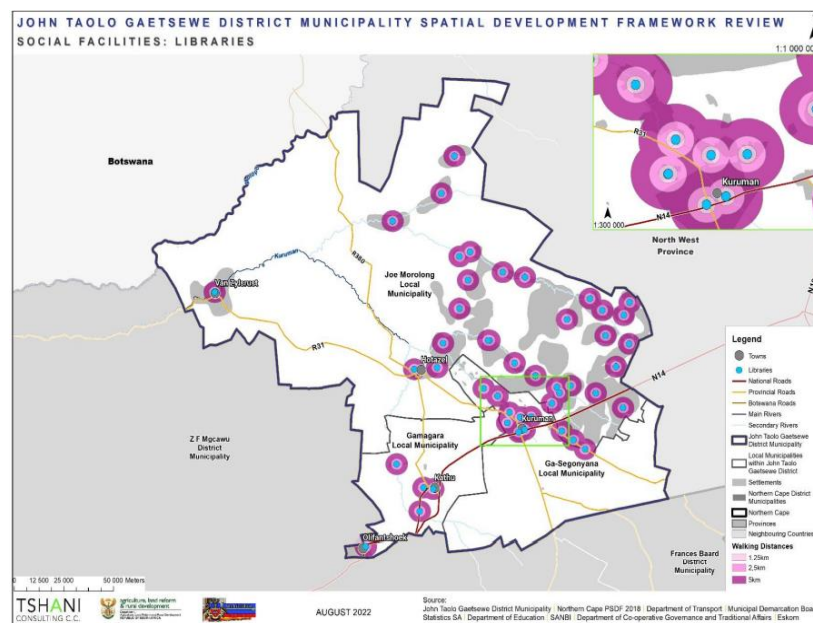 JOHN TAOLO GAETSEWE DISTRICT MUNICIPALITY SPATIAL DEVELOPMENT FRAMEWORK REVIEW
SOCIAL FACILITIES: LIBRARIES
1:1 000 000
R31
Kuruman
N14
1:300 000
Botswana
North West
Province
Kuruman
R380
Joe Morolong
Local
Municipality
Van Zylsrust
R31
Hotazel
N14
Kuruman
Z F Mgcawu
District
Municipality
Gamagara
Local Municipality
Ga-Segonyana
Local Municipality
Kathu
Olifantshoek
Frances Baard
District
Municipality
Legend
Towns
Libraries
National Roads
Provincial Roads
Botswana Roads
Main Rivers
Secondary Rivers
John Taolo Gaetsewe
District Municipality
Local Municipalities
within John Taolo
Gaetsewe District
Settlements
Northern Cape District
Municipalities
Northern Cape
Provinces
Neighbouring Countries
Walking Distances
1.25km
2,5km
5km
0 12 500 25 000 50 000 Meters
TSHANI
CONSULTING C.C.
agriculture, land reform
& rural development
AUGUST 2022
Source:
John Taolo Gaetsewe District Municipality | Northern Cape PSDF 2018 | Department of Transport | Municipal Demarcation Boa
Statistics SA | Department of Education | SANBI | Department of Co-operative Governance and Traditional Affairs | Eskom